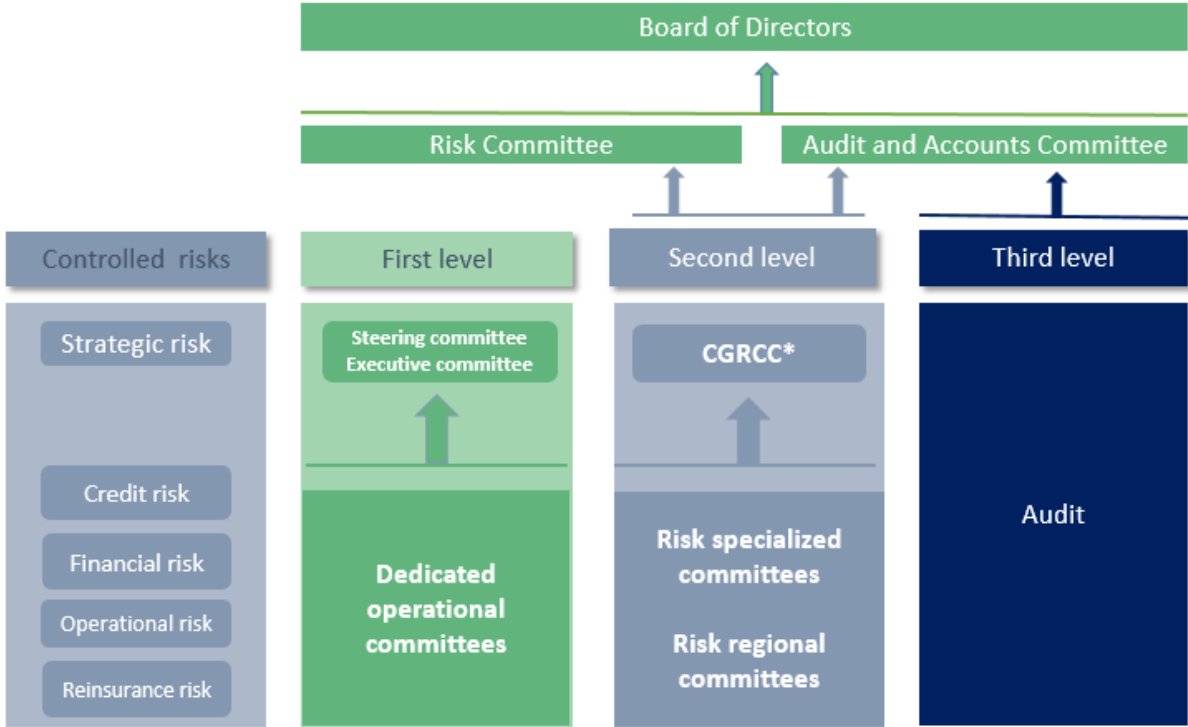 Board of Directors
Risk Committee
Audit and Accounts Committee
Controlled risks
First level
Second level
Third level
Strategic risk
Credit risk
Financial risk
Operational risk
Reinsurance risk
Steering committee
Executive committee
Dedicated
operational
committees
CGRCC*
Risk specialized
committees
Risk regional
committees
Audit